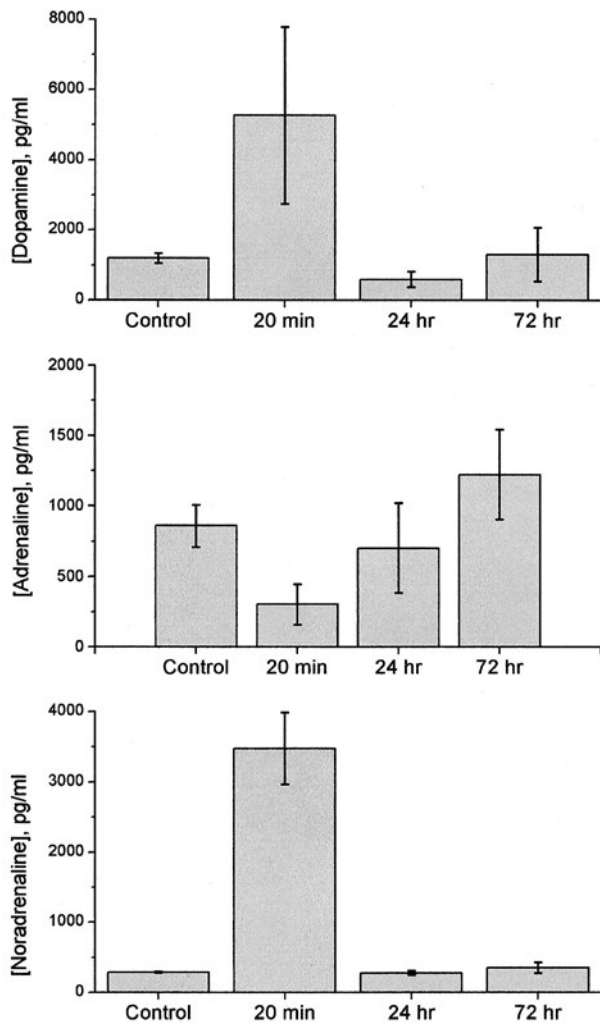 8000
6000
4000
2000
0
[Dopamine], pg/ml
Control 20 min 24 hr 72 hr
2000
1500
1000
500
0
[Adrenaline], pg/ml
Control 20 min 24 hr 72 hr
4000
3000
2000
1000
0
[Noradrenaline], pg/ml
Control 20 min 24 hr 72 hr